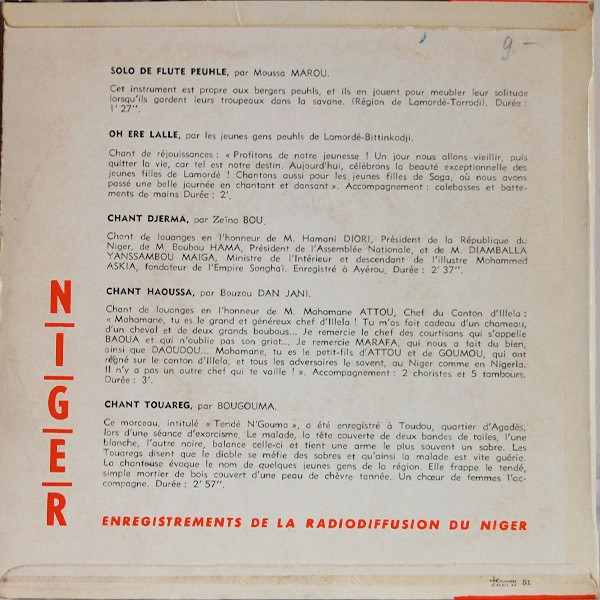 9.-
SOLO DE FLUTE PEUHLE, par Moussa MAROU.
Cet instrument est propre aux bergers peuhls, et ils en jouent pour meubler leur solitude
lorsqu'ils gardent leurs troupeaux dans la savane. (Région de Lamordé-Torrodi). Durée :
1' 27".
OH ERE LALLE, par les jeunes gens peuhls de Lamordé-Bittinkodji.
Chant de réjouissances : « Profitons de notre jeunesse ! Un jour nous allons vieillir, puis
quitter la vie, car tel est notre destin. Aujourd'hui, célébrons la beauté exceptionnelle des
jeunes filles de Lamordé ! Chantons aussi pour les jeunes filles de Saga, où nous avons
passé une belle journée en chantant et dansant ». Accompagnement : calebasses et batte-
ments de mains Durée : 2'.
CHANT DJERMA, par Zeïna BOU.
Chant de louanges en l'honneur de M. Hamani DIORI, Président de la République du
Niger, de M. Boubou HAMA, Président de l'Assemblée Nationale, et de M. DIAMBALLA
YANSSAMBOU MAIGA, Ministre de l'Intérieur et descendant de l'illustre Mohammed
ASKIA, fondateur de l'Empire Songhaï. Enregistré à Ayérou, Durée : 2' 37".
CHANT HAOUSSA, par Bouzou DAN JANI.
Chant de louanges en l'honneur de M. Mahamane ATTOU, Chef du Canton d'Illela :
« Mahamane, tu es le grand et généreux chef d'Illela ! Tu m'as fait cadeau d'un chameau,
d'un cheval et de deux grands boubous... Je remercie le chef des courtisans qui s'appelle
BAOUA et qui n'oublie pas son griot... Je remercie MARAFA, qui nous a fait du bien,
ainsi que DAOUDOU... Mahamane, tu es le petit-fils d'ATTOU et de GOUMOU, qui ont
régné sur le canton d'Illela, et tous les adversaires le savent, au Niger comme en Nigeria.
Il n'y a pas un autre chef qui te vaille ! ». Accompagnement : 2 choristes et 5 tambours.
Durée : 3'.
CHANT TOUAREG, par BOUGOUMA.
Ce morceau, intitulé « Tendé N'Gouma », a été enregistré à Toudou, quartier d'Agadès,
lors d'une séance d'exorcisme. Le malade, la tête couverte de deux bandes de toiles, l'une
blanche, l'autre noire, balance celle-ci et tient une arme le plus souvent un sabre. Les
Touaregs disent que le diable se méfie des sabres et qu'ainsi la malade est vite guérie.
La chanteuse évoque le nom de quelques jeunes gens de la région. Elle frappe le tendé,
simple mortier de bois couvert d'une peau de chèvre tannée. Un chœur de femmes l'ac-
compagne. Durée : 2' 57".
NIGER
ENREGISTREMENTS DE LA RADIODIFFUSION DU NIGER
51